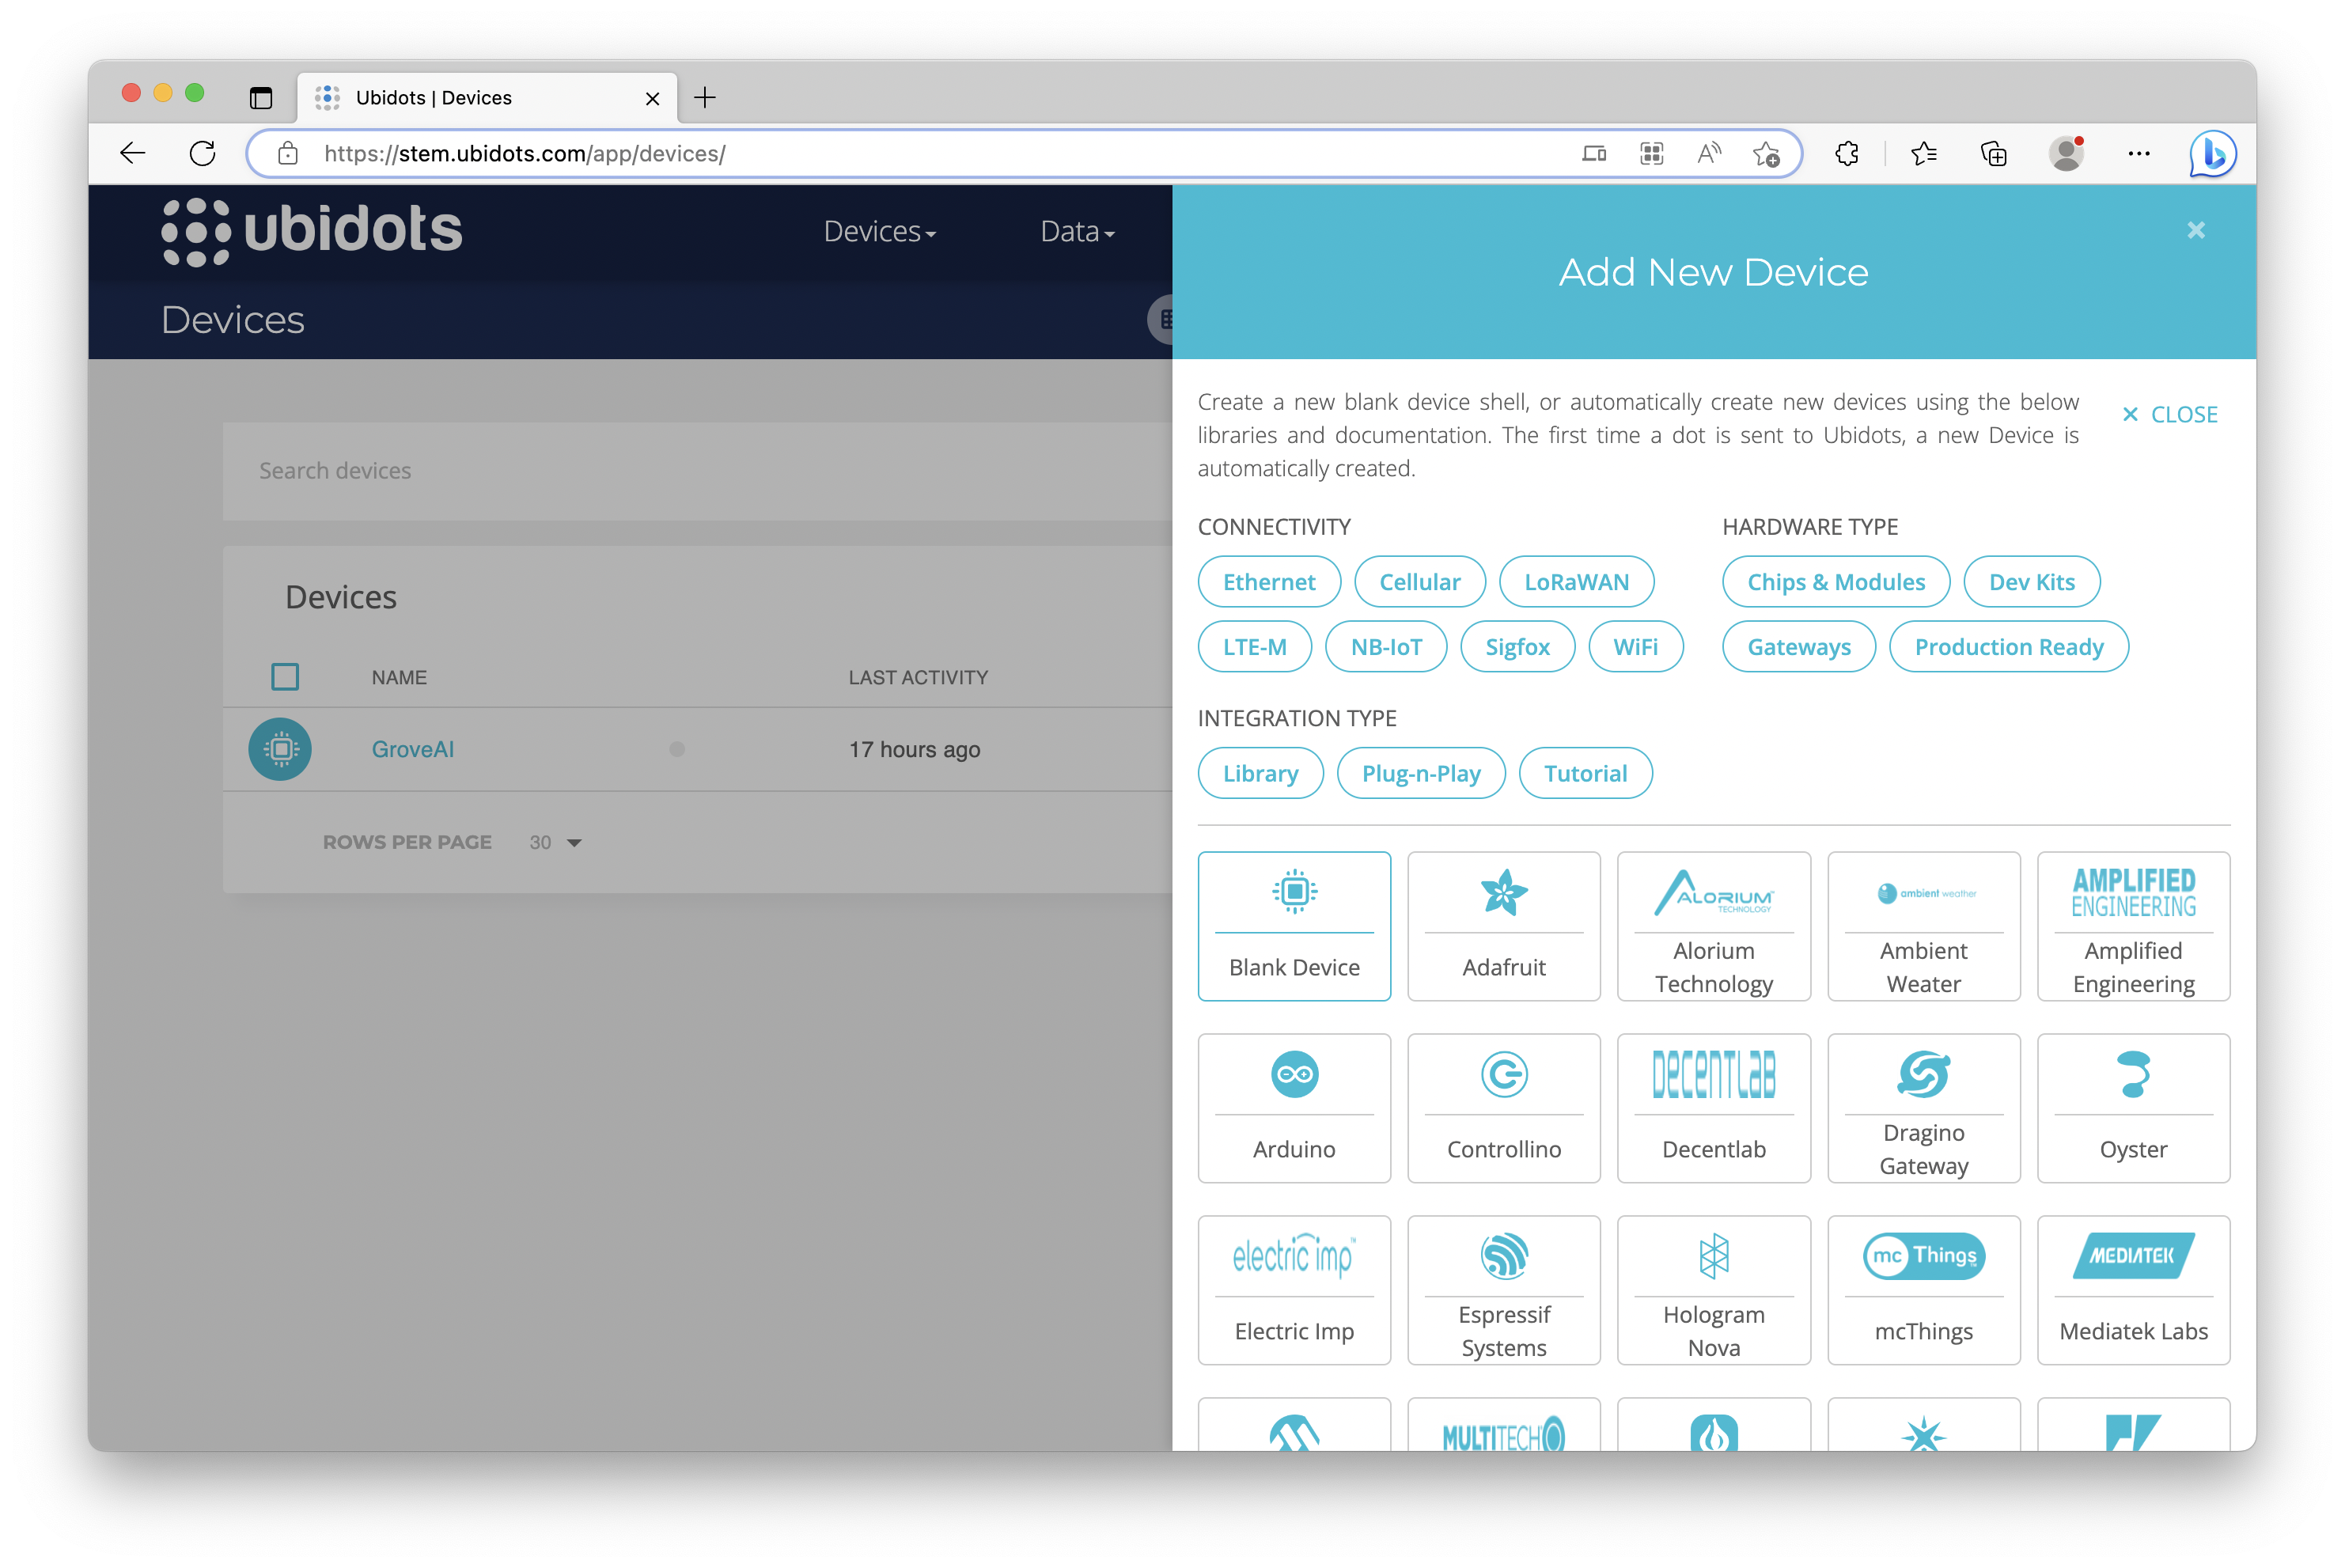 Ubidots | Devices
https://stem.ubidots.com/app/devices/
ubidots
Devices
Data
Devices
Search devices
Devices
NAME
LAST ACTIVITY
GroveAI
17 hours ago
ROWS PER PAGE
30
Add New Device
Create a new blank device shell, or automatically create new devices using the below
libraries and documentation. The first time a dot is sent to Ubidots, a new Device is
automatically created.
CLOSE
CONNECTIVITY
Ethernet
Cellular
LoRaWAN
LTE-M
NB-IoT
Sigfox
WiFi
HARDWARE TYPE
Chips & Modules
Dev Kits
Gateways
Production Ready
INTEGRATION TYPE
Library
Plug-n-Play
Tutorial
Blank Device
Adafruit
ALORIUM™
TECHNOLOGY
Alorium
Technology
ambient weather
Ambient
Weater
AMPLIFIED
ENGINEERING
Amplified
Engineering
Arduino
Controllino
DECENTLAB
Decentlab
Dragino
Gateway
Oyster
electric imp™
Electric Imp
Espressif
Systems
Hologram
Nova
mc Things
mcThings
MEDIATEK
Mediatek Labs
MULTITECH